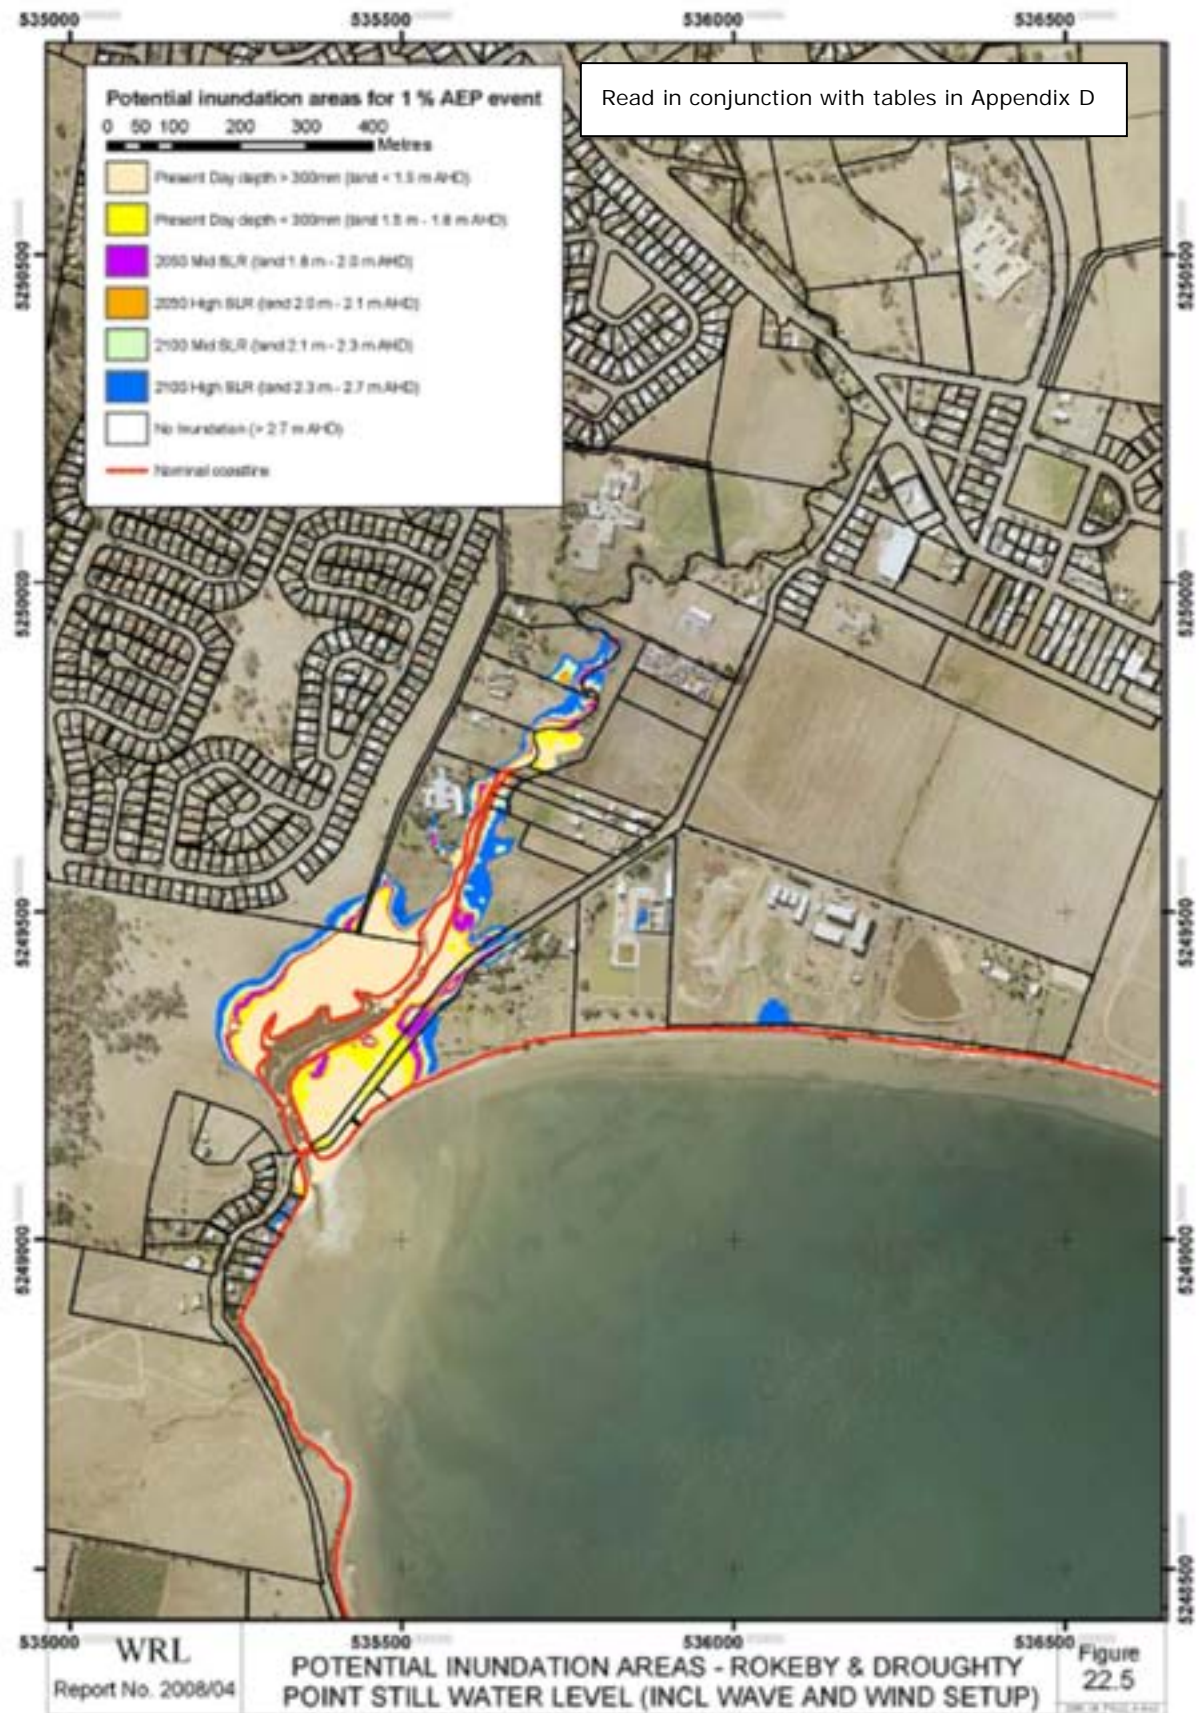 535000 535500 536000 536500
Potential inundation areas for 1 % AEP event
0 50 100 200 300 400
Metres
Present Day depth > 300mm (land < 1.5 m AHD)
Present Day depth < 300mm (land 1.5 m - 1.8 m AHD)
2050 Mid SLR (land 1.8 m - 2.0 m AHD)
2050 High SLR (land 2.0 m - 2.1 m AHD)
2100 Mid SLR (land 2.1 m - 2.3 m AHD)
2100 High SLR (land 2.3 m - 2.7 m AHD)
No Inundation (> 2.7 m AHD)
Nominal coastline
Read in conjunction with tables in Appendix D
5250500 5250500
5250000 5250000
5249500 5249500
5249000 5249000
5248500
535000 535500 536000 536500
WRL
Report No. 2008/04
POTENTIAL INUNDATION AREAS - ROKEBY & DROUGHTY
POINT STILL WATER LEVEL (INCL WAVE AND WIND SETUP)
Figure
22.5